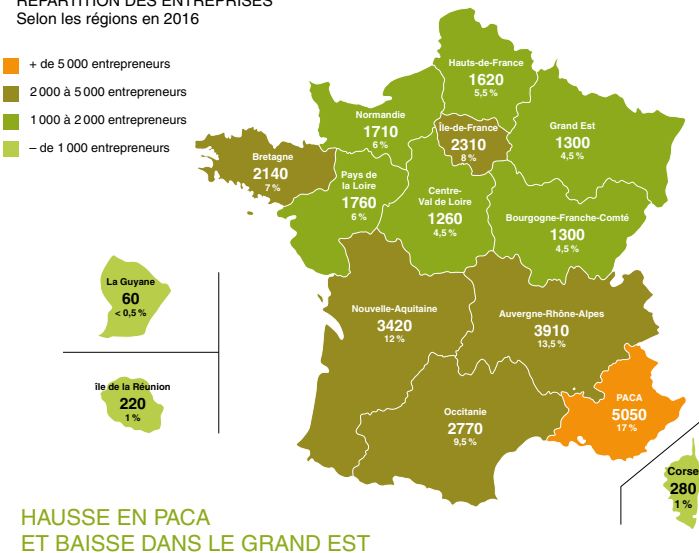 RÉPARTITION DES ENTREPRISES
Selon les régions en 2016
+ de 5 000 entrepreneurs
2 000 à 5 000 entrepreneurs
1 000 à 2 000 entrepreneurs
– de 1 000 entrepreneurs
Hauts-de-France
1620
5,5 %
Normandie
1710
6 %
Île-de-France
2310
8 %
Grand Est
1300
4,5 %
Bretagne
2140
7 %
Pays de
la Loire
1760
6 %
Centre-
Val de Loire
1260
4,5 %
Bourgogne-Franche-Comté
1300
4,5 %
La Guyane
60
< 0,5 %
Nouvelle-Aquitaine
3420
12 %
Auvergne-Rhône-Alpes
3910
13,5 %
île de la Réunion
220
1 %
Occitanie
2770
9,5 %
PACA
5050
17 %
Corse
280
1 %
HAUSSE EN PACA
ET BAISSE DANS LE GRAND EST